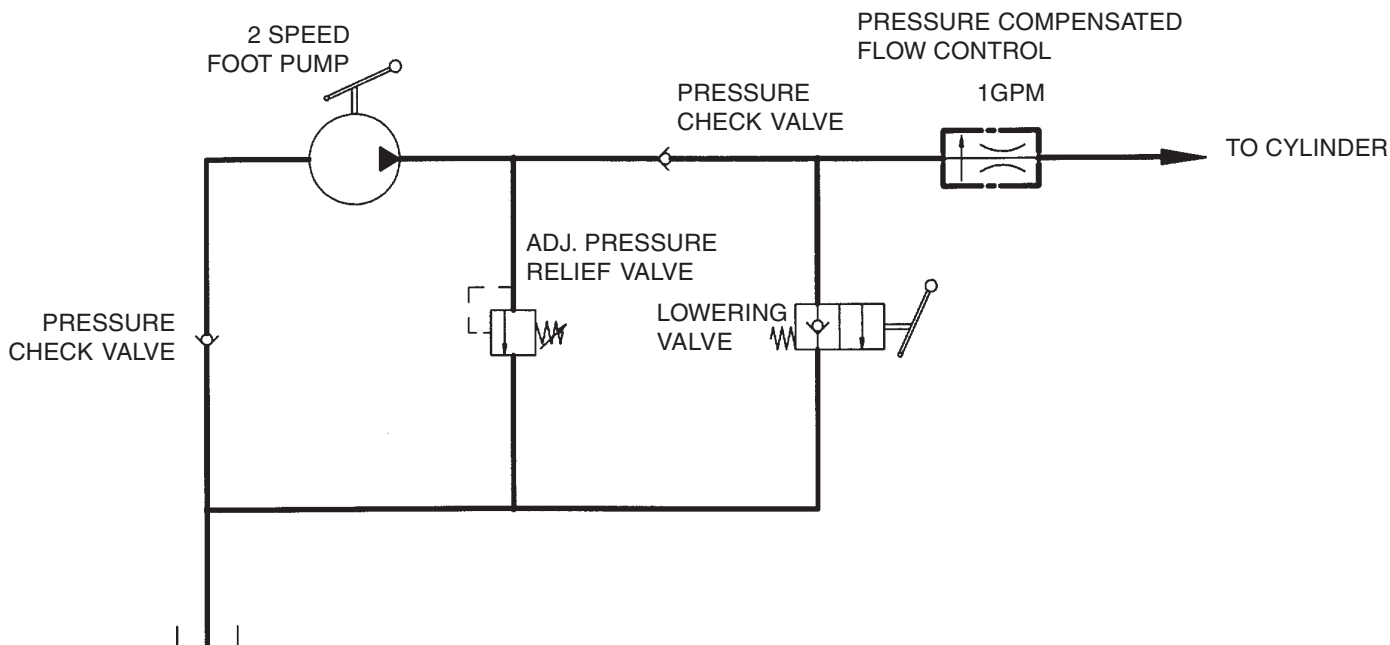 2 SPEED
FOOT PUMP
PRESSURE COMPENSATED
FLOW CONTROL
1GPM
PRESSURE
CHECK VALVE
TO CYLINDER
ADJ. PRESSURE
RELIEF VALVE
LOWERING
VALVE
PRESSURE
CHECK VALVE